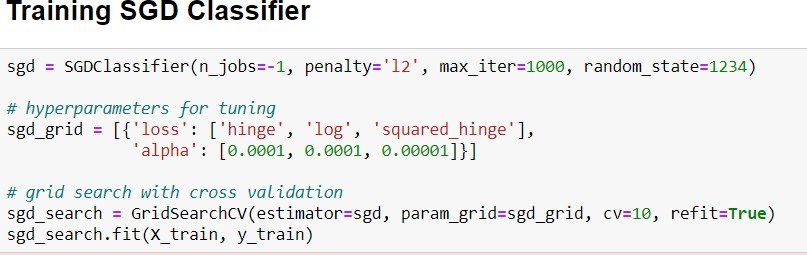 Training SGD Classifier
sgd = SGDClassifier(n_jobs=-1, penalty='l2', max_iter=1000, random_state=1234)
# hyperparameters for tuning
sgd_grid = [{'loss': ['hinge', 'log', 'squared_hinge'],
'alpha': [0.0001, 0.0001, 0.00001]}]
# grid search with cross validation
sgd_search = GridSearchCV(estimator=sgd, param_grid=sgd_grid, cv=10, refit=True)
sgd_search.fit(X_train, y_train)